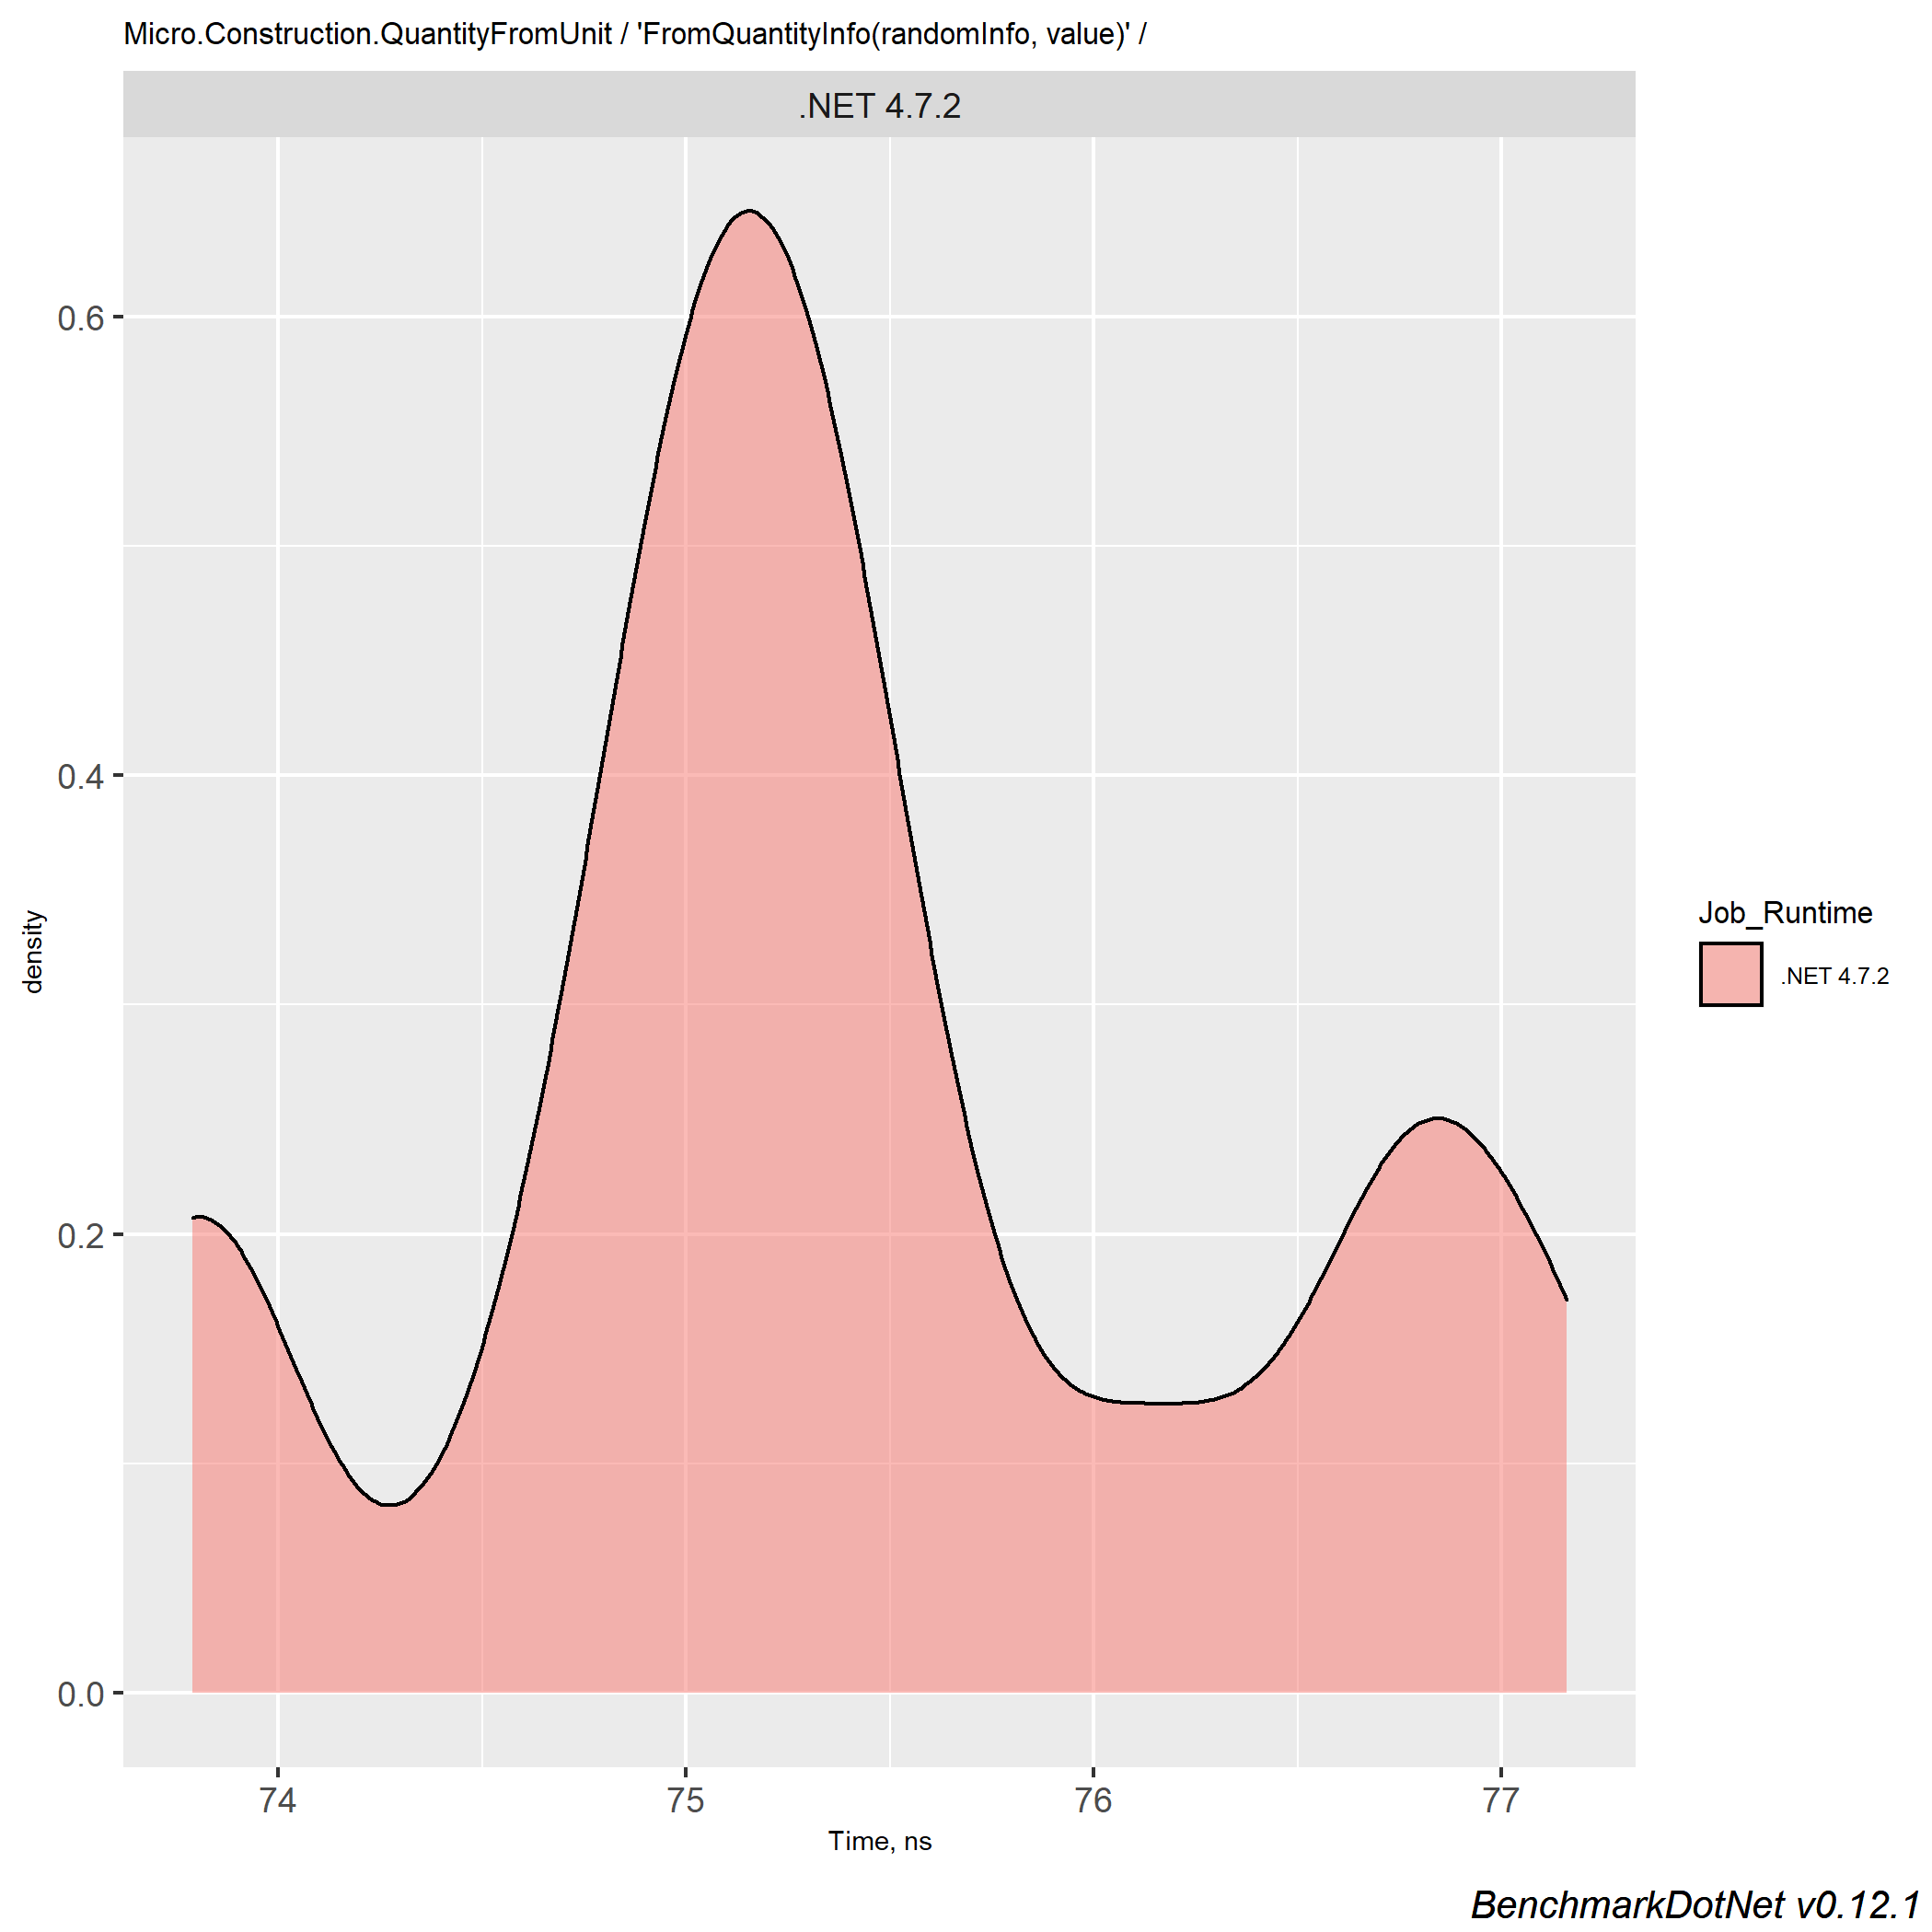 Micro.Construction.QuantityFromUnit / 'FromQuantityInfo(randomInfo, value)' /
.NET 4.7.2
0.6
0.4
0.2
0.0
density
74 75 76 77
Time, ns
Job_Runtime
.NET 4.7.2
BenchmarkDotNet v0.12.1